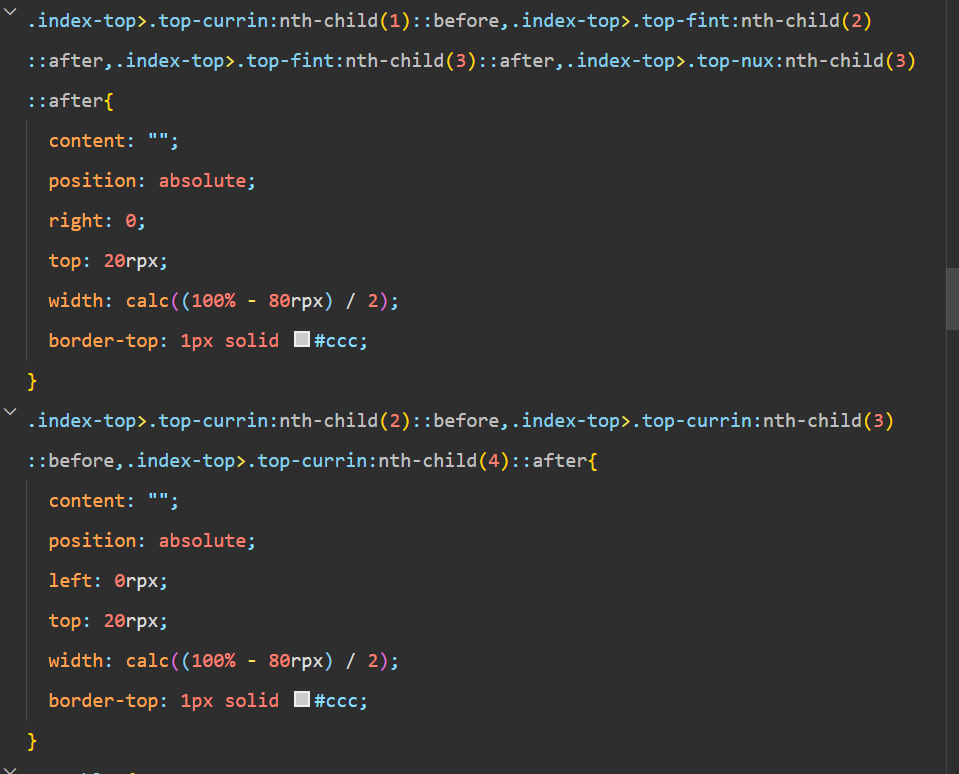 .index-top>.top-currin:nth-child(1)::before,.index-top>.top-fint:nth-child(2)
::after,.index-top>.top-fint:nth-child(3)::after,.index-top>.top-nux:nth-child(3)
::after{
content: "";
position: absolute;
right: 0;
top: 20rpx;
width: calc((100% - 80rpx) / 2);
border-top: 1px solid #ccc;
}
.index-top>.top-currin:nth-child(2)::before,.index-top>.top-currin:nth-child(3)
::before,.index-top>.top-currin:nth-child(4)::after{
content: "";
position: absolute;
left: 0rpx;
top: 20rpx;
width: calc((100% - 80rpx) / 2);
border-top: 1px solid #ccc;
}